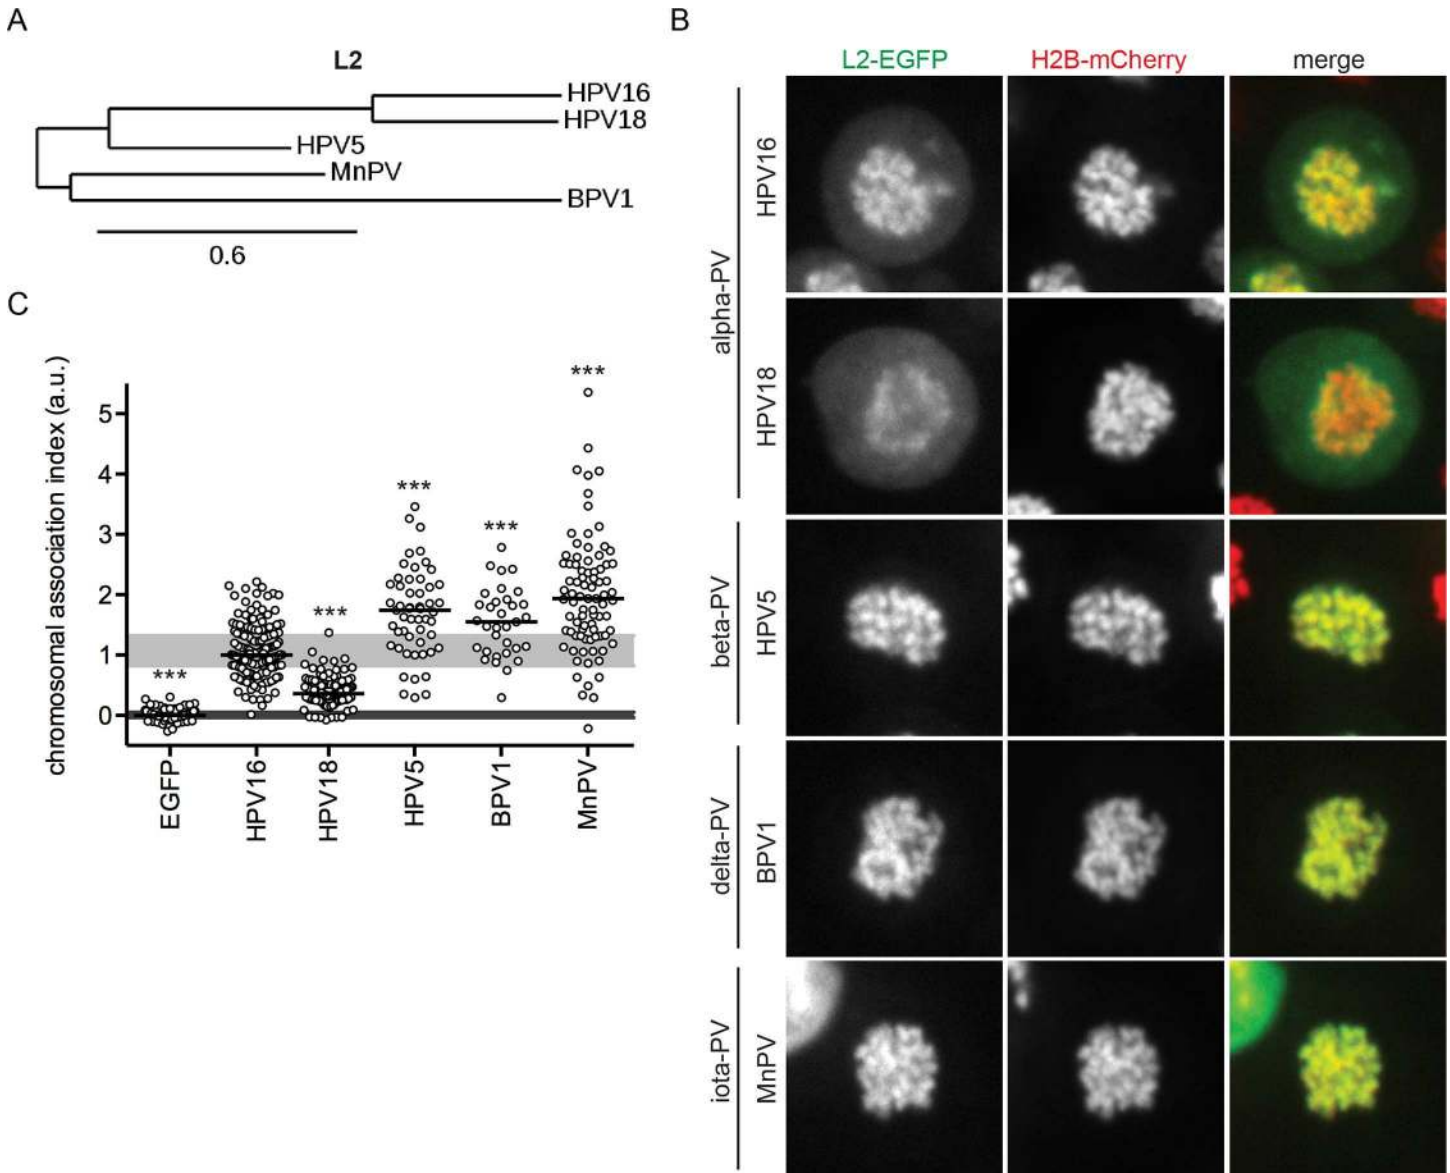 A
L2
HPV16
HPV18
HPV5
MnPV
BPV1
0.6
B
L2-EGFP
H2B-mCherry
merge
alpha-PV
HPV16
HPV18
beta-PV
HPV5
delta-PV
BPV1
iota-PV
MnPV
C
chromosomal association index (a.u.)
5
4
3
2
1
0
***
***
***
***
***
EGFP
HPV16
HPV18
HPV5
BPV1
MnPV